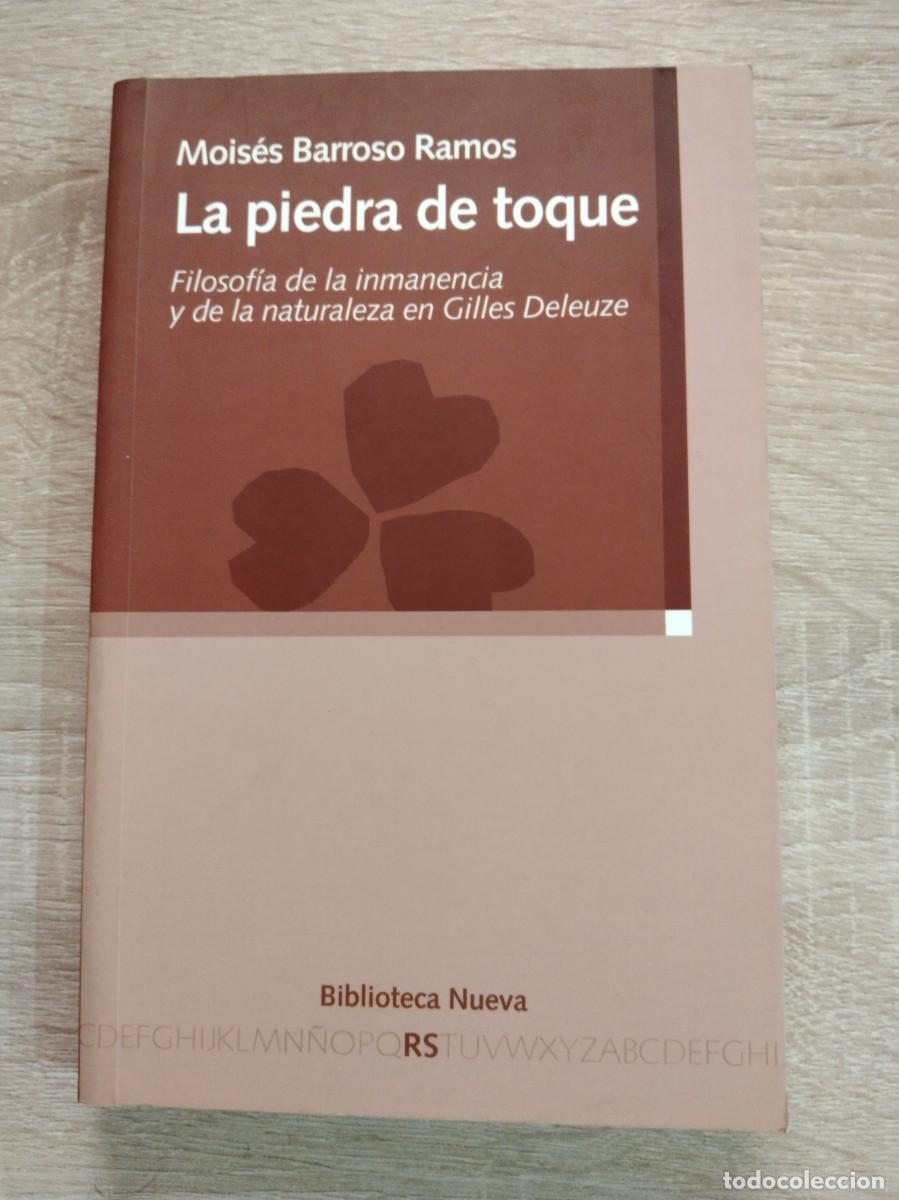 Moisés Barroso Ramos
La piedra de toque
Filosofía de la inmanencia
y de la naturaleza en Gilles Deleuze
Biblioteca Nueva
CDEFGHIJKLMNÑOPQRSTUVWXYZABCDEFGHI
todocoleccion